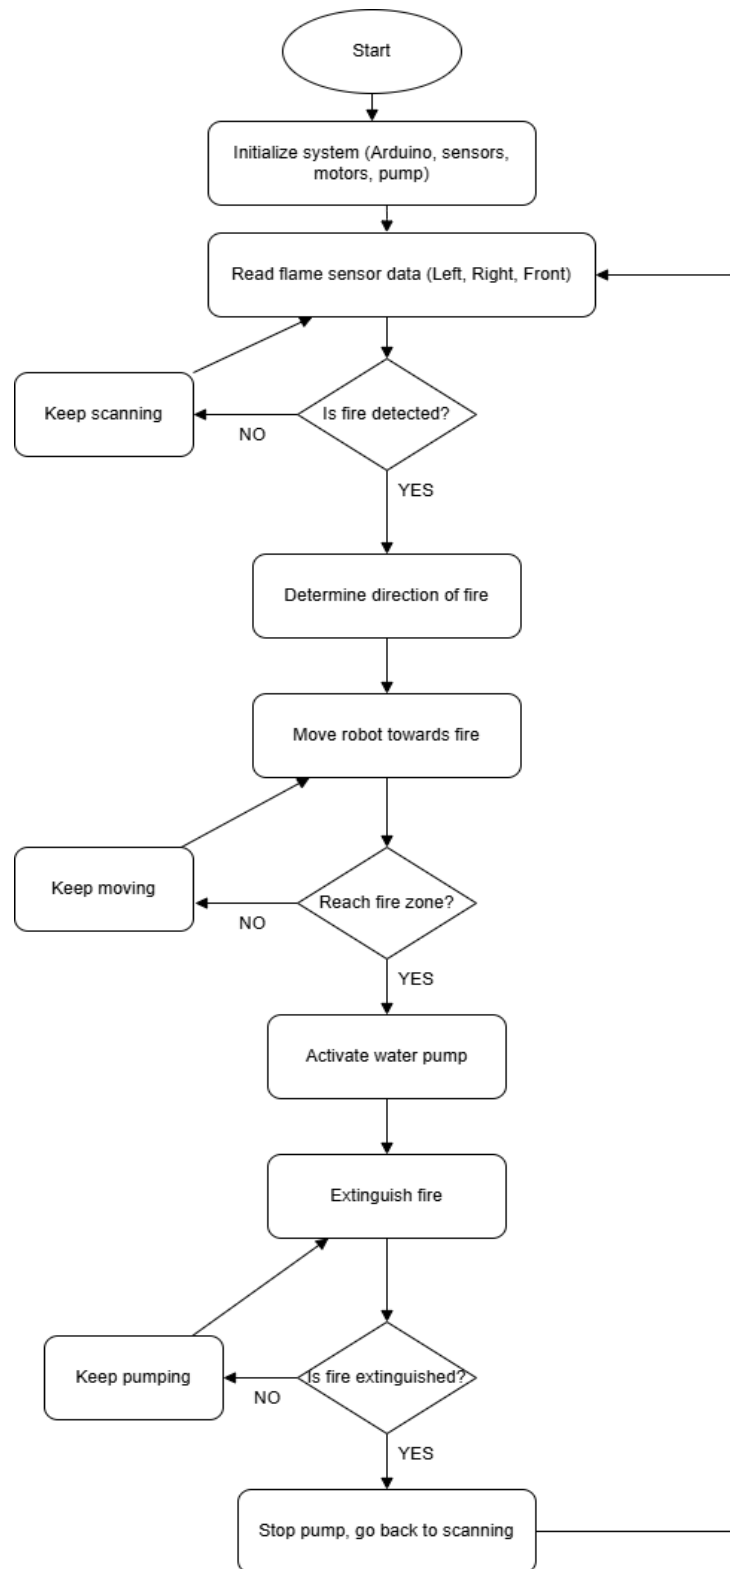 Start
Initialize system (Arduino, sensors,
motors, pump)
Read flame sensor data (Left, Right, Front)
Keep scanning
Is fire detected?
NO
YES
Determine direction of fire
Move robot towards fire
Keep moving
Reach fire zone?
NO
YES
Activate water pump
Extinguish fire
Keep pumping
Is fire extinguished?
NO
YES
Stop pump, go back to scanning